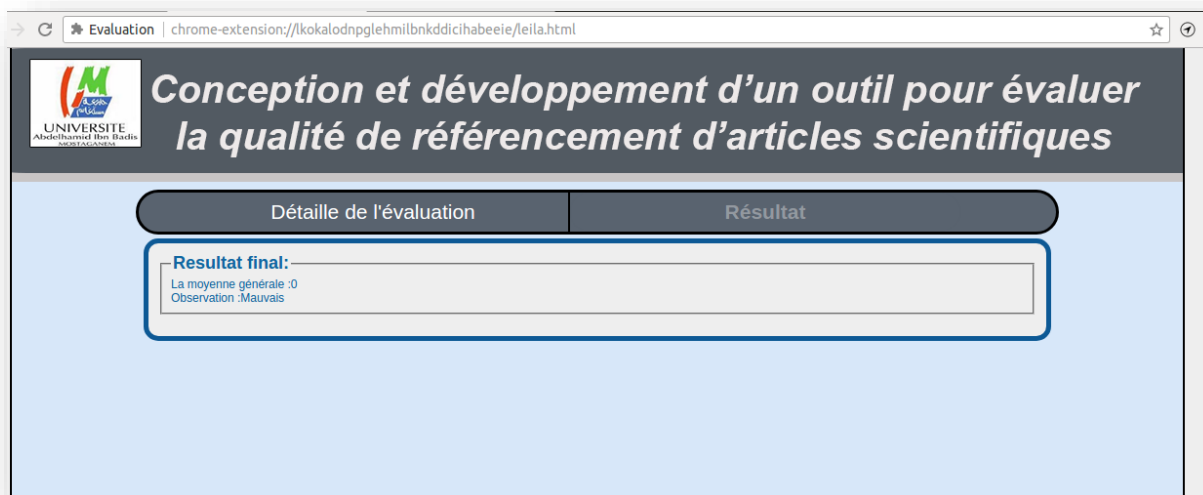 Evaluation chrome-extension://lkokalodnpglehmilbnkddicihabeeie/leila.html
UNIVERSITE
Abdelhamid Ibn Badis
MOSTAGANEM
Conception et développement d’un outil pour évaluer
la qualité de référencement d’articles scientifiques
Détaille de l'évaluation
Résultat
Resultat final:
La moyenne générale :0
Observation :Mauvais